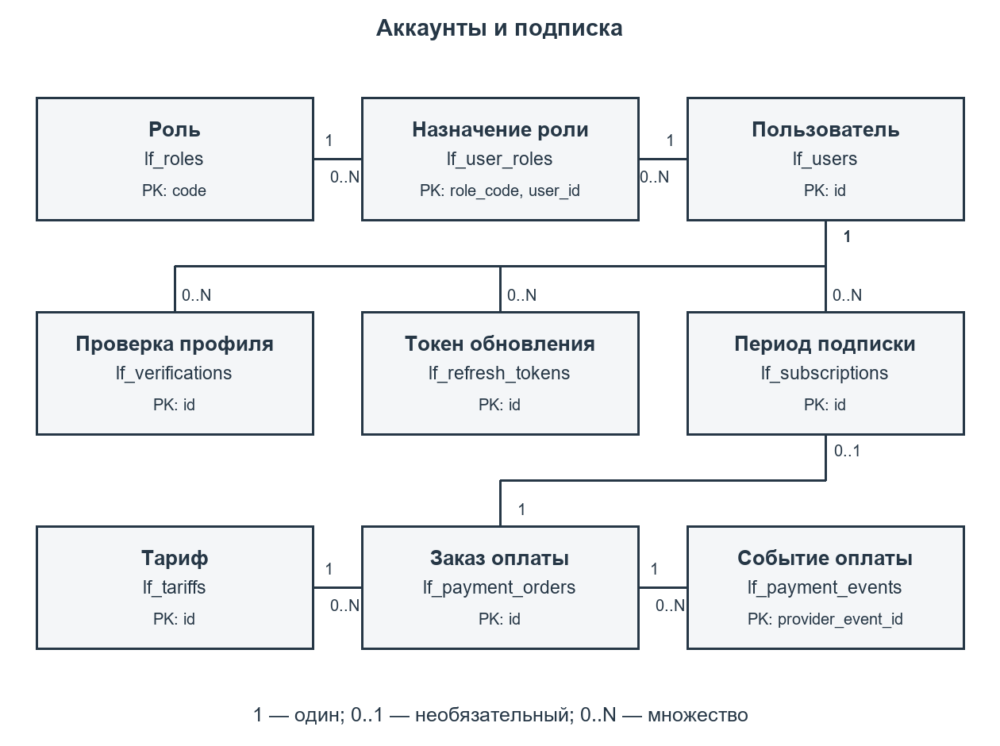 Аккаунты и подписка
Роль
lf_roles
PK: code
1
0..N
Назначение роли
lf_user_roles
PK: role_code, user_id
1
0..N
Пользователь
lf_users
PK: id
1
0..N
0..N
0..N
Проверка профиля
lf_verifications
PK: id
Токен обновления
lf_refresh_tokens
PK: id
Период подписки
lf_subscriptions
PK: id
0..1
1
Тариф
lf_tariffs
PK: id
1
0..N
Заказ оплаты
lf_payment_orders
PK: id
1
0..N
Событие оплаты
lf_payment_events
PK: provider_event_id
1 — один; 0..1 — необязательный; 0..N — множество